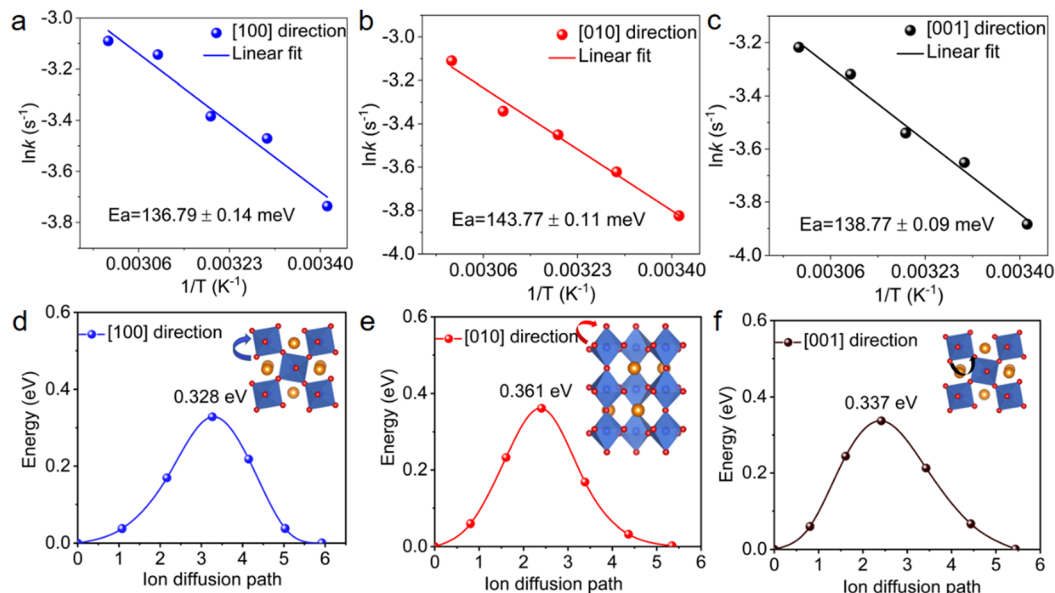 a
[100] direction
Linear fit
lnk (s⁻¹)
-3.0
-3.2
-3.4
-3.6
-3.8
Ea=136.79 ± 0.14 meV
0.00306
0.00323
0.00340
1/T (K⁻¹)
b
[010] direction
Linear fit
lnk (s⁻¹)
-3.0
-3.2
-3.4
-3.6
-3.8
-4.0
Ea=143.77 ± 0.11 meV
0.00306
0.00323
0.00340
1/T (K⁻¹)
c
[001] direction
Linear fit
lnk (s⁻¹)
-3.2
-3.4
-3.6
-3.8
-4.0
Ea=138.77 ± 0.09 meV
0.00306
0.00323
0.00340
1/T (K⁻¹)
d
[100] direction
0.328 eV
Energy (eV)
0.6
0.4
0.2
0.0
0 1 2 3 4 5 6
Ion diffusion path
e
[010] direction
0.361 eV
Energy (eV)
0.6
0.4
0.2
0.0
0 1 2 3 4 5 6
Ion diffusion path
f
[001] direction
0.337 eV
Energy (eV)
0.6
0.4
0.2
0.0
0 1 2 3 4 5 6
Ion diffusion path